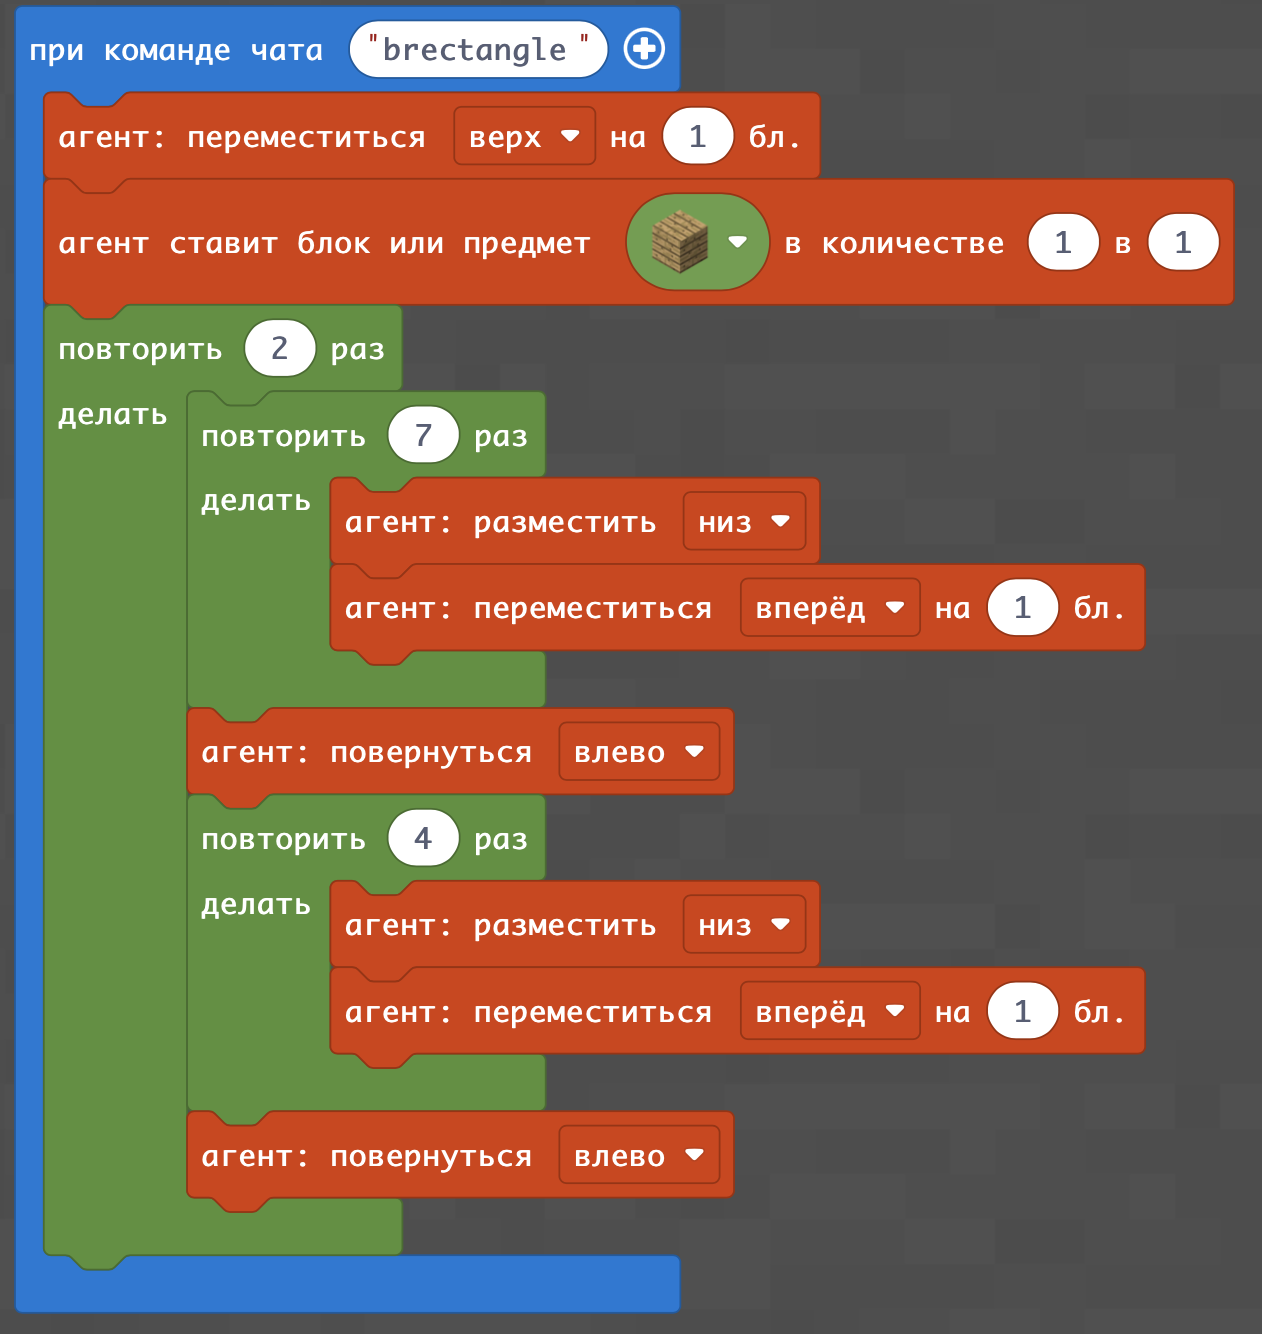 при команде чата "brectangle"
агент: переместиться верх на 1 бл.
агент ставит блок или предмет в количестве 1 в 1
повторить 2 раз
делать
повторить 7 раз
делать
агент: разместить низ
агент: переместиться вперёд на 1 бл.
агент: повернуться влево
повторить 4 раз
делать
агент: разместить низ
агент: переместиться вперёд на 1 бл.
агент: повернуться влево